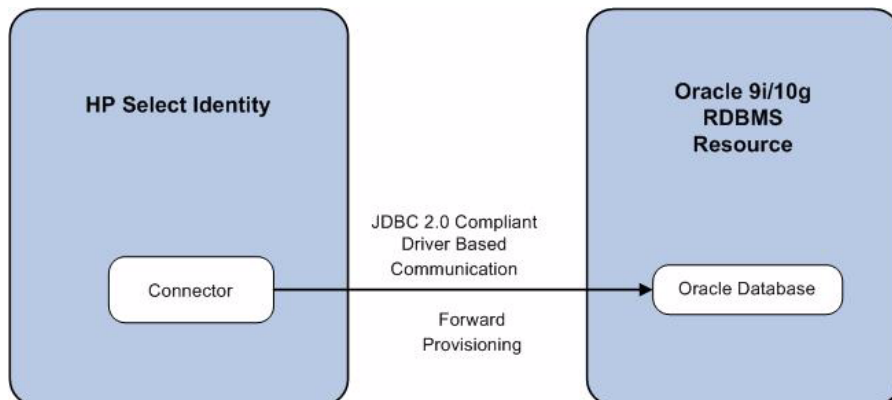 HP Select Identity
Oracle 9i/10g
RDBMS
Resource
JDBC 2.0 Compliant
Driver Based
Communication
Connector
Oracle Database
Forward
Provisioning